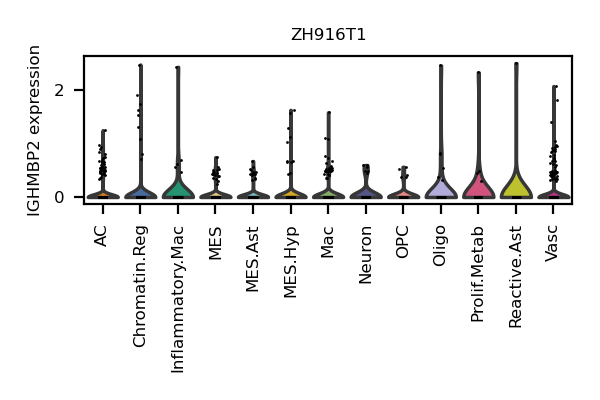 ZH916T1
IGHMBP2 expression
2
0
AC
Chromatin.Reg
Inflammatory.Mac
MES
MES.Ast
MES.Hyp
Mac
Neuron
OPC
Oligo
Prolif.Metab
Reactive.Ast
Vasc